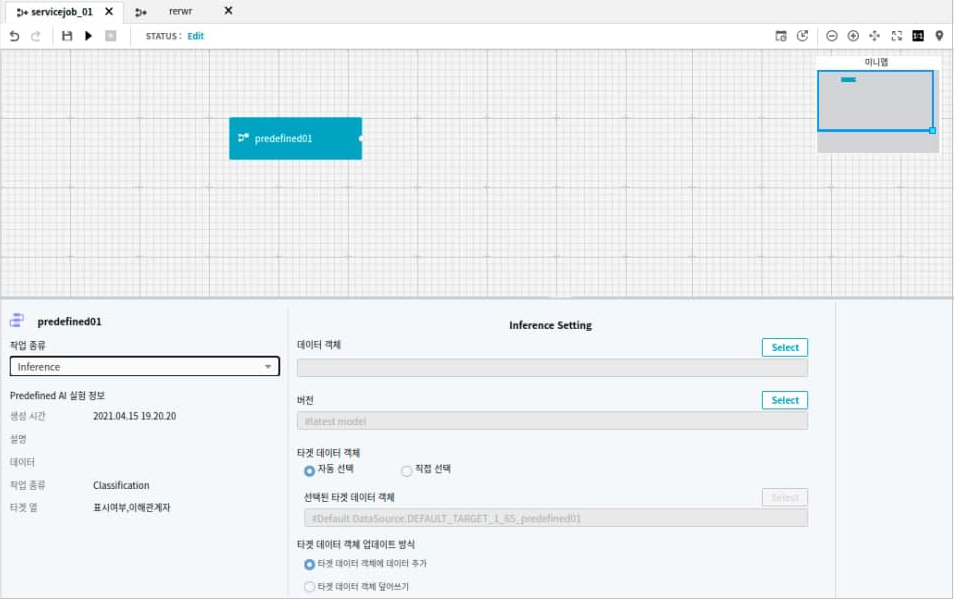 servicejob_01
rerwr
STATUS : Edit
1:1
미니맵
predefined01
predefined01
작업 종류
Inference
Predefined AI 실험 정보
생성 시간 2021.04.15 19.20.20
설명
데이터
작업 종류 Classification
타겟 열 표시여부,이해관계자
Inference Setting
데이터 객체
Select
버전
Select
#latest model
타겟 데이터 객체
자동 선택 직접 선택
선택된 타겟 데이터 객체
Select
#Default.DataSource.DEFAULT_TARGET_1_65_predefined01
타겟 데이터 객체 업데이트 방식
타겟 데이터 객체에 데이터 추가
타겟 데이터 객체 덮어쓰기